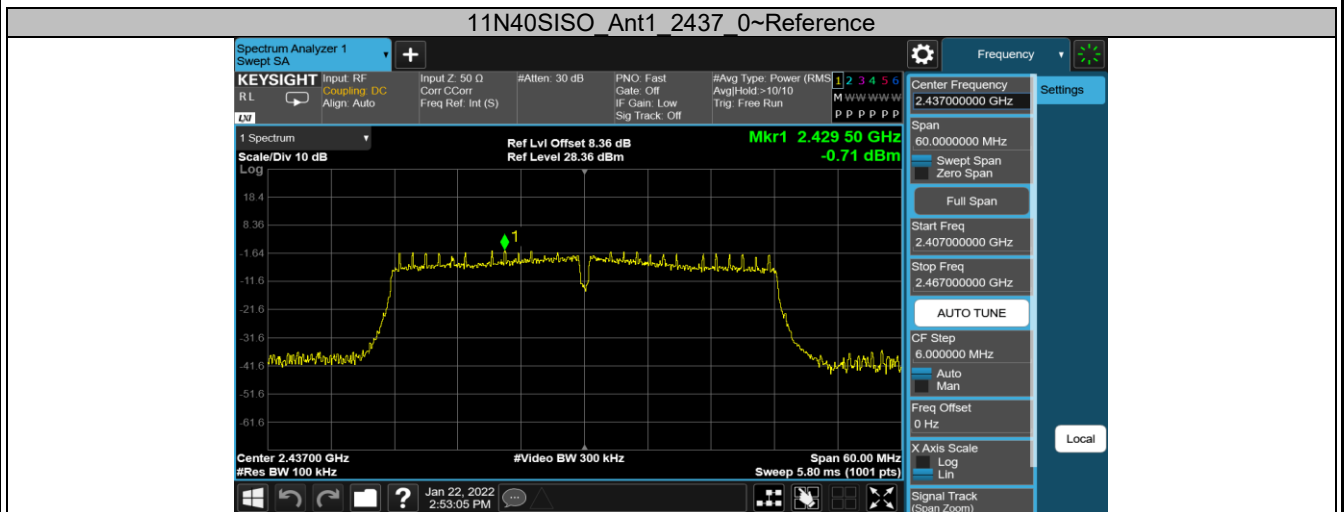 11N40SISO_Ant1_2437_0~Reference
Spectrum Analyzer 1
Swept SA
+
Frequency
KEYSIGHT
R L
LXI
Input: RF
Coupling: DC
Align: Auto
Input Z: 50 Ω
Corr CCorr
Freq Ref: Int (S)
#Atten: 30 dB
PNO: Fast
Gate: Off
IF Gain: Low
Sig Track: Off
#Avg Type: Power (RMS
Avg|Hold:>10/10
Trig: Free Run
1 2 3 4 5 6
M W W W W W
P P P P P P
1 Spectrum
Scale/Div 10 dB
Log
Ref Lvl Offset 8.36 dB
Ref Level 28.36 dBm
Mkr1 2.429 50 GHz
-0.71 dBm
18.4
8.36
-1.64
-11.6
-21.6
-31.6
-41.6
-51.6
-61.6
1
Center 2.43700 GHz
#Res BW 100 kHz
#Video BW 300 kHz
Span 60.00 MHz
Sweep 5.80 ms (1001 pts)
?
Jan 22, 2022
2:53:05 PM
Center Frequency
2.437000000 GHz
Span
60.0000000 MHz
Swept Span
Zero Span
Full Span
Start Freq
2.407000000 GHz
Stop Freq
2.467000000 GHz
AUTO TUNE
CF Step
6.000000 MHz
Auto
Man
Freq Offset
0 Hz
X Axis Scale
Log
Lin
Signal Track
(Span Zoom)
Settings
Local